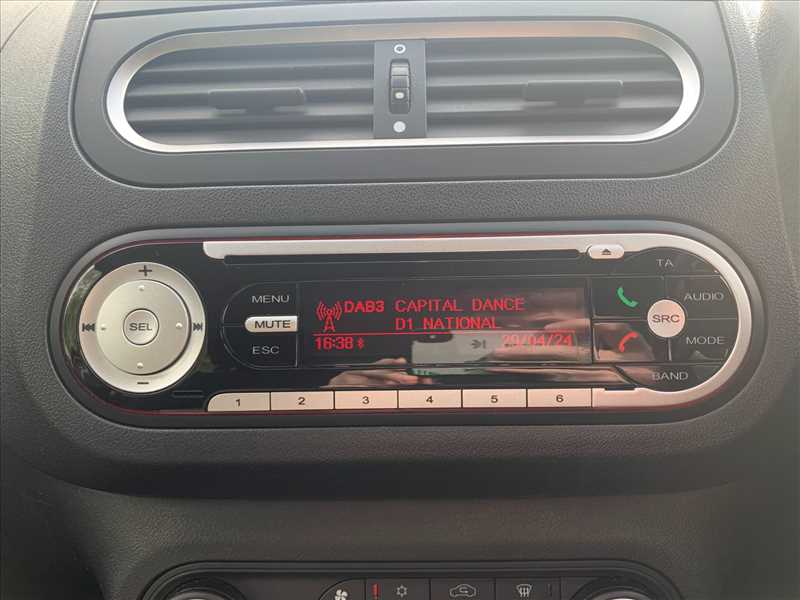 TA
MENU
MUTE
ESC
SEL
DAB3 CAPITAL DANCE
D1 NATIONAL
16:38 29/04/24
AUDIO
SRC
MODE
BAND
1 2 3 4 5 6